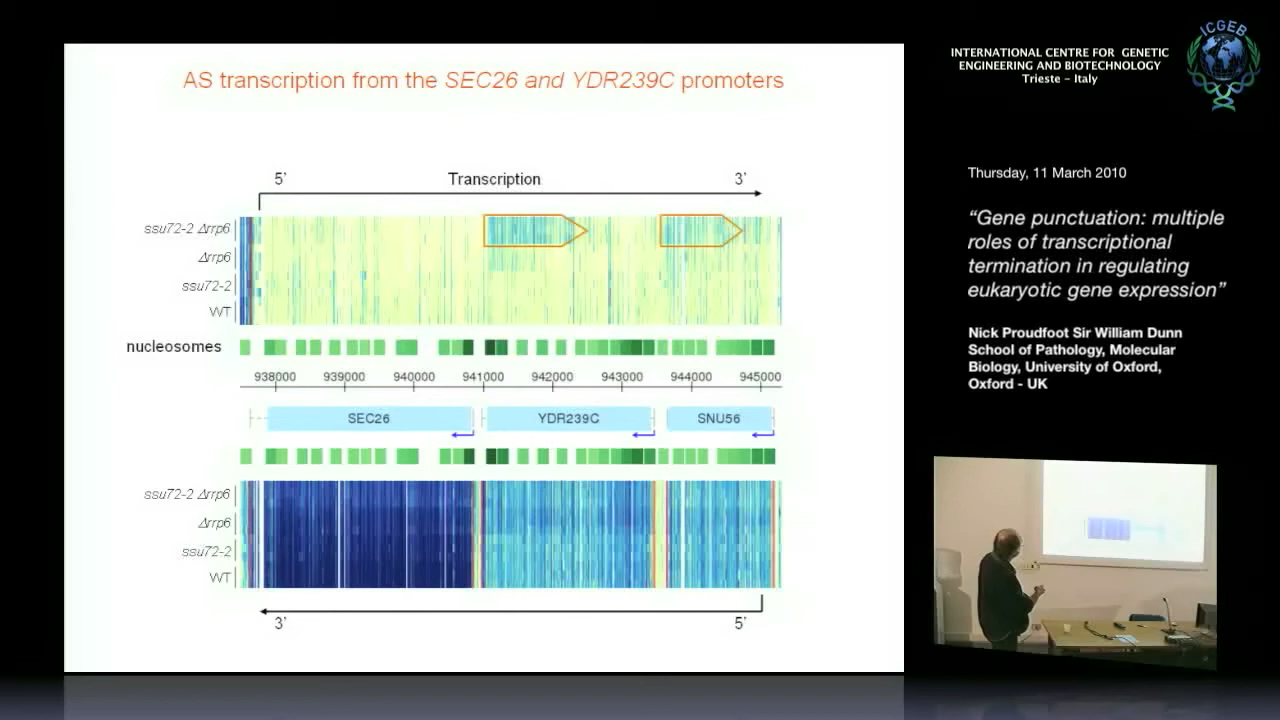 AS transcription from the SEC26 and YDR239C promoters
5’ Transcription 3’
ssu72-2 Δrrp6
Δrrp6
ssu72-2
WT
nucleosomes
938000 939000 940000 941000 942000 943000 944000 945000
SEC26 YDR239C SNU56
ssu72-2 Δrrp6
Δrrp6
ssu72-2
WT
3’ 5’
INTERNATIONAL CENTRE FOR GENETIC
ENGINEERING AND BIOTECHNOLOGY
Trieste - Italy
ICGEB
Thursday, 11 March 2010
“Gene punctuation: multiple
roles of transcriptional
termination in regulating
eukaryotic gene expression”
Nick Proudfoot Sir William Dunn
School of Pathology, Molecular
Biology, University of Oxford,
Oxford - UK